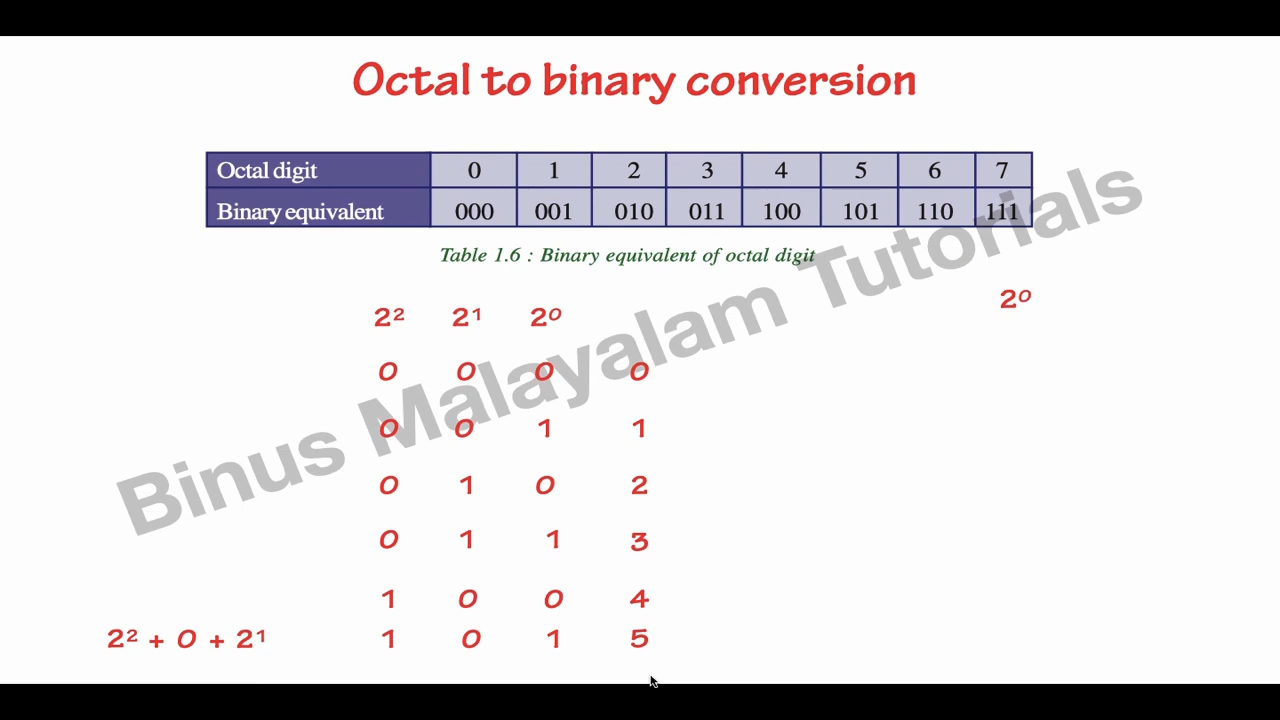 Octal to binary conversion
Octal digit 0 1 2 3 4 5 6 7
Binary equivalent 000 001 010 011 100 101 110 111
Table 1.6 : Binary equivalent of octal digit
2⁰
2² 2¹ 2⁰
0 0 0 0
0 0 1 1
0 1 0 2
0 1 1 3
1 0 0 4
2² + 0 + 2¹ 1 0 1 5
Binus Malayalam Tutorials